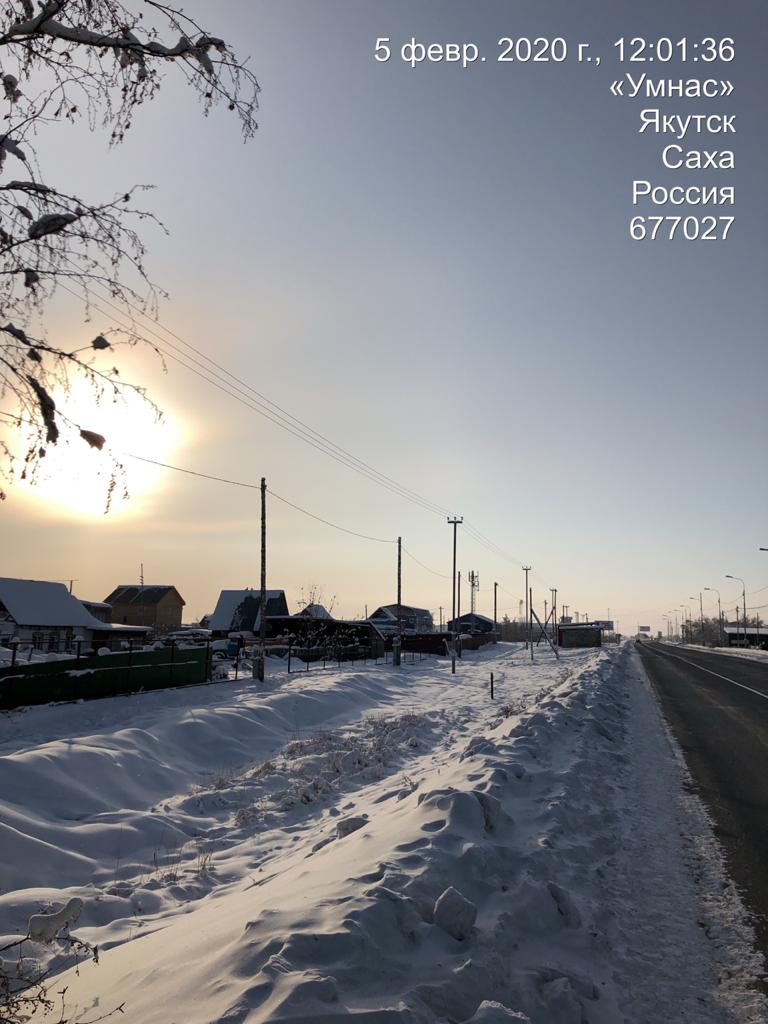 5 февр. 2020 г., 12:01:36
«Умнас»
Якутск
Саха
Россия
677027